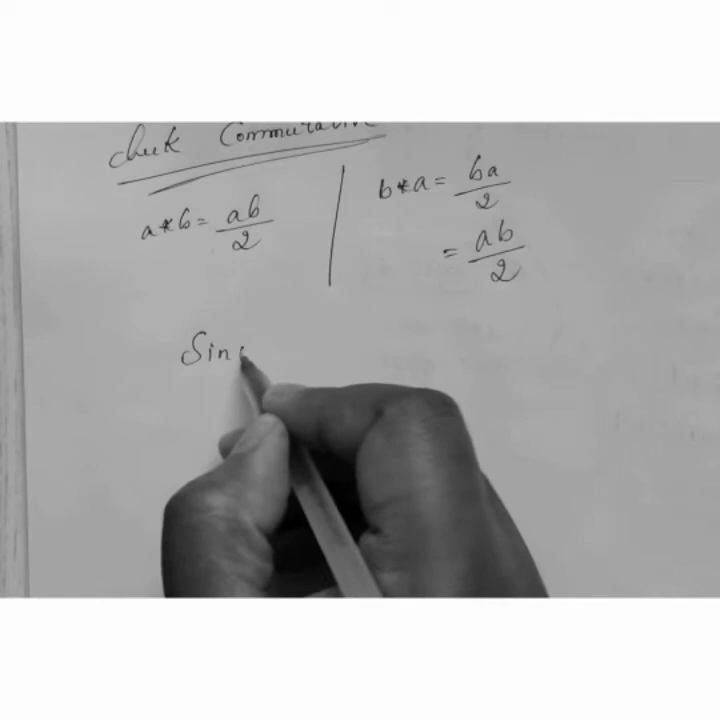 Check Commutative
a*b = ab/2
b*a = ba/2
= ab/2
Sin